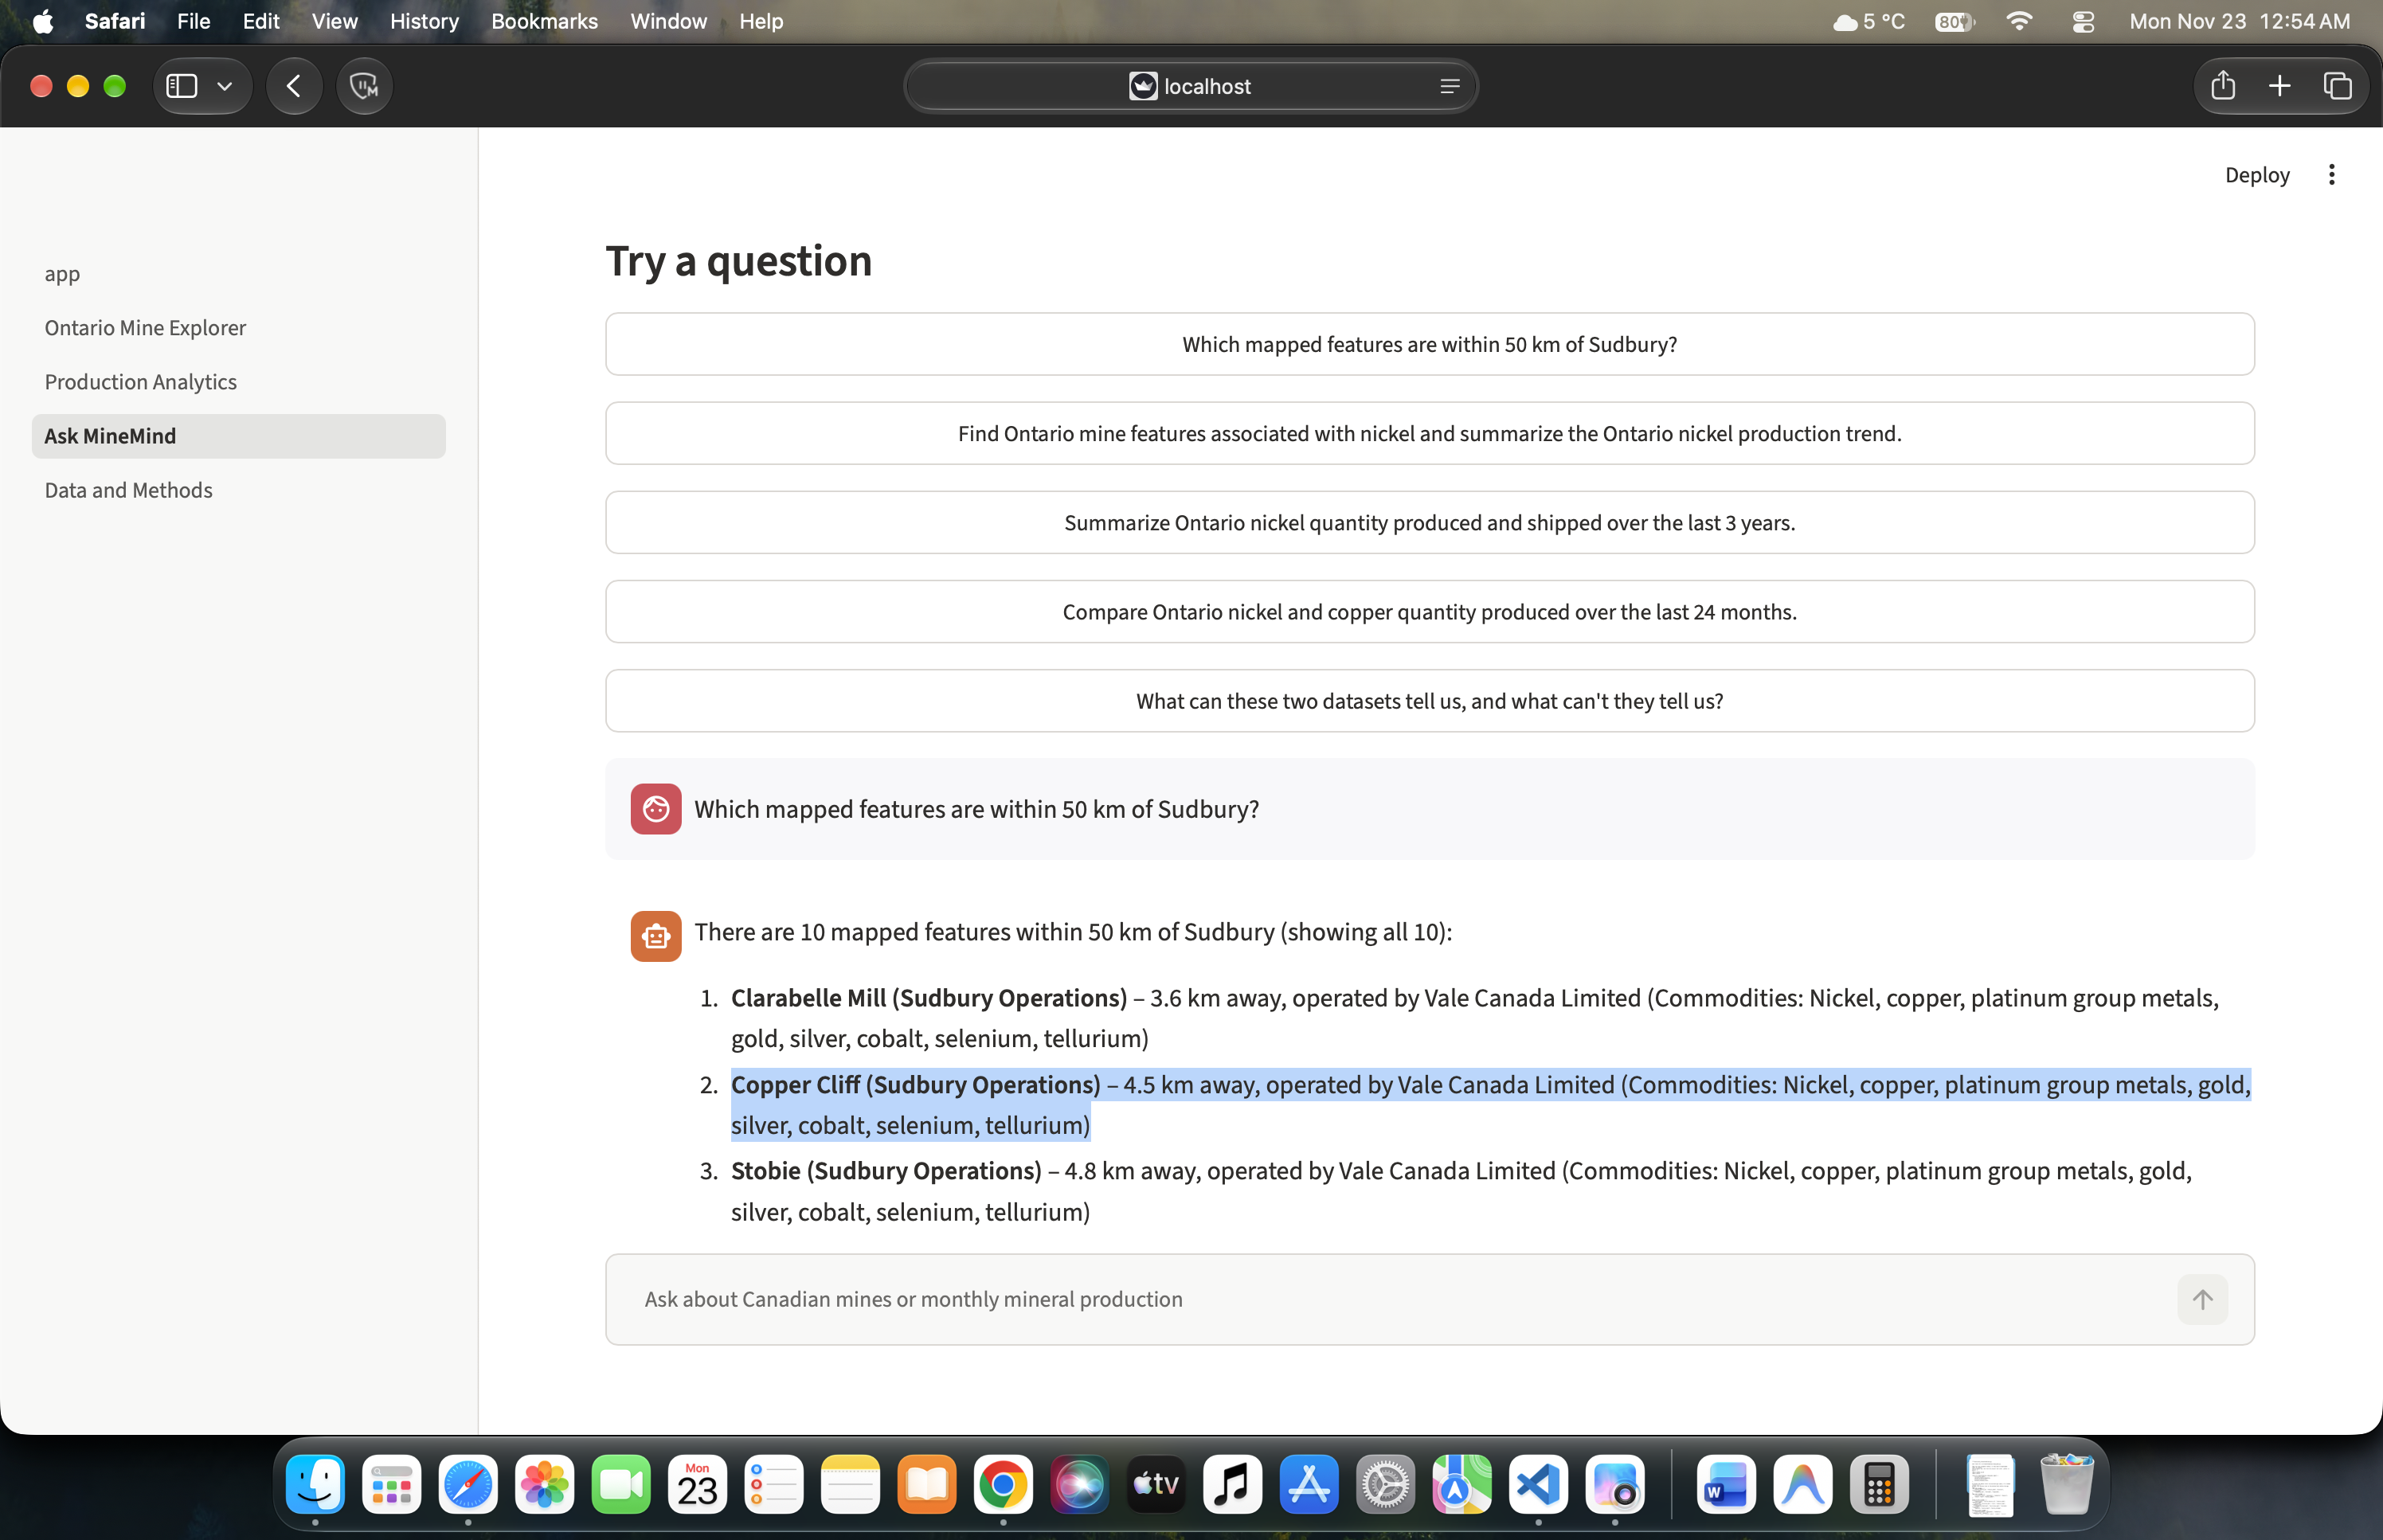 Safari File Edit View History Bookmarks Window Help 5 °C 80 Mon Nov 23 12:54 AM
localhost
Deploy
app
Ontario Mine Explorer
Production Analytics
Ask MineMind
Data and Methods
Try a question
Which mapped features are within 50 km of Sudbury?
Find Ontario mine features associated with nickel and summarize the Ontario nickel production trend.
Summarize Ontario nickel quantity produced and shipped over the last 3 years.
Compare Ontario nickel and copper quantity produced over the last 24 months.
What can these two datasets tell us, and what can't they tell us?
Which mapped features are within 50 km of Sudbury?
There are 10 mapped features within 50 km of Sudbury (showing all 10):
1. Clarabelle Mill (Sudbury Operations) – 3.6 km away, operated by Vale Canada Limited (Commodities: Nickel, copper, platinum group metals,
gold, silver, cobalt, selenium, tellurium)
2. Copper Cliff (Sudbury Operations) – 4.5 km away, operated by Vale Canada Limited (Commodities: Nickel, copper, platinum group metals, gold,
silver, cobalt, selenium, tellurium)
3. Stobie (Sudbury Operations) – 4.8 km away, operated by Vale Canada Limited (Commodities: Nickel, copper, platinum group metals, gold,
silver, cobalt, selenium, tellurium)
Ask about Canadian mines or monthly mineral production
Mon
23
tv
W